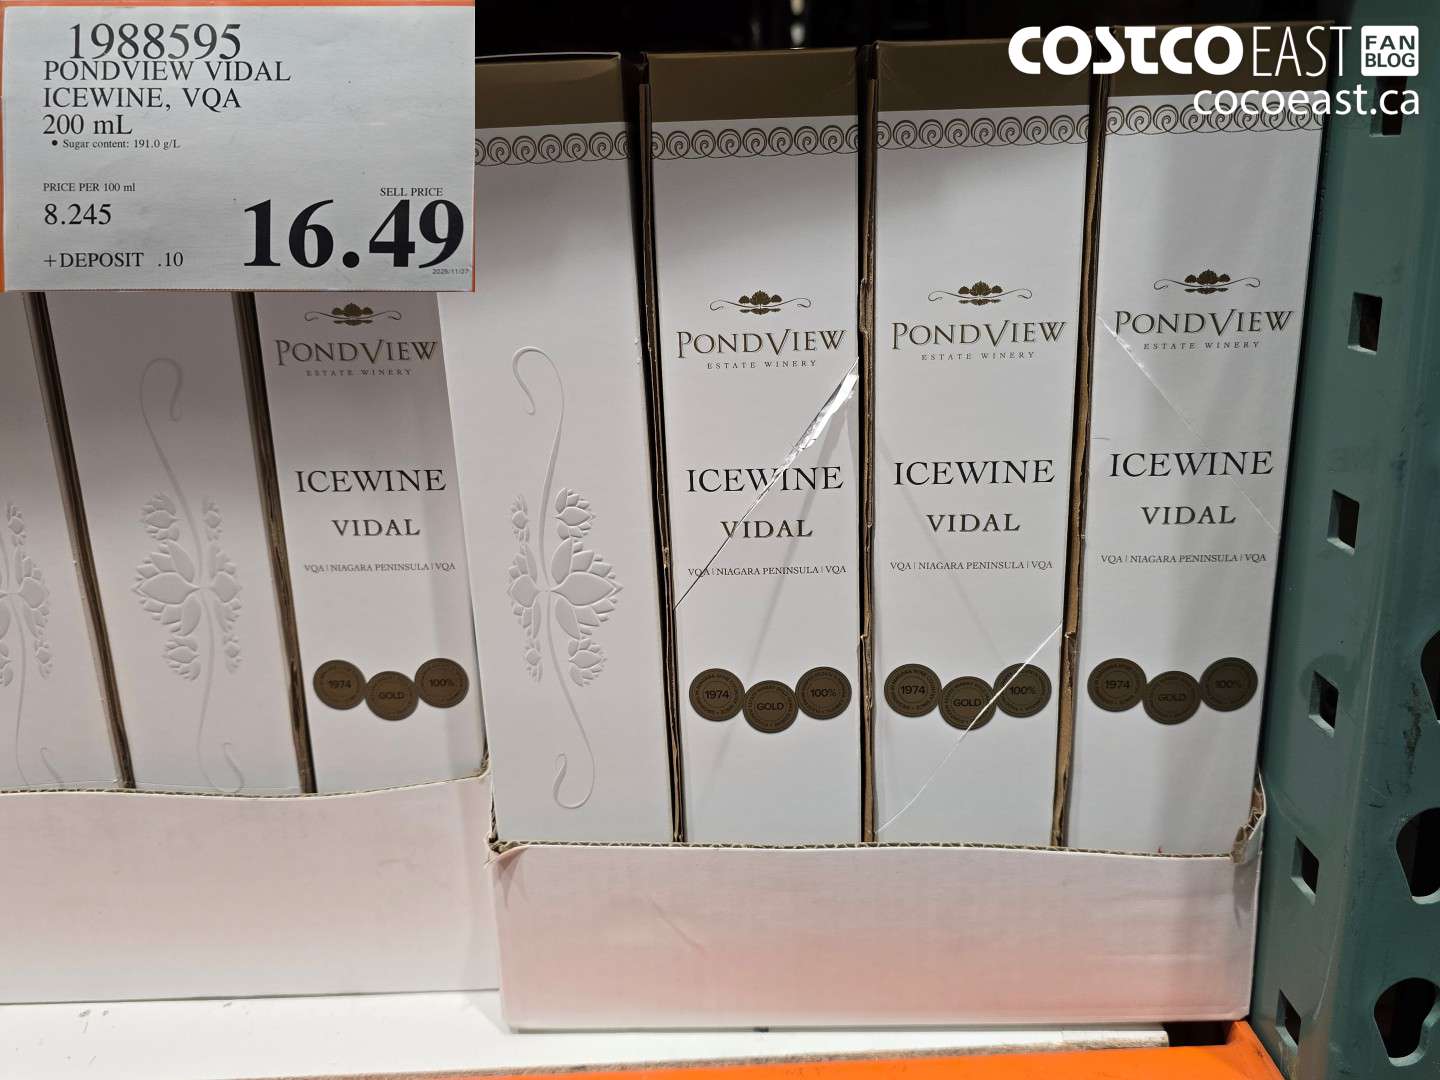 1988595
PONDVIEW VIDAL
ICEWINE, VQA
200 mL
• Sugar content: 191.0 g/L
PRICE PER 100 ml
8.245
SELL PRICE
16.49
+DEPOSIT .10
2025/11/27
COSTCO EAST FAN BLOG
cocoeast.ca
PONDVIEW
ESTATE WINERY
ICEWINE
VIDAL
VQA | NIAGARA PENINSULA | VQA
1974
GOLD
100%
PONDVIEW
ESTATE WINERY
ICEWINE
VIDAL
VQA | NIAGARA PENINSULA | VQA
1974
GOLD
100%
PONDVIEW
ESTATE WINERY
ICEWINE
VIDAL
VQA | NIAGARA PENINSULA | VQA
1974
GOLD
100%
PONDVIEW
ESTATE WINERY
ICEWINE
VIDAL
VQA | NIAGARA PENINSULA | VQA
1974
GOLD
100%